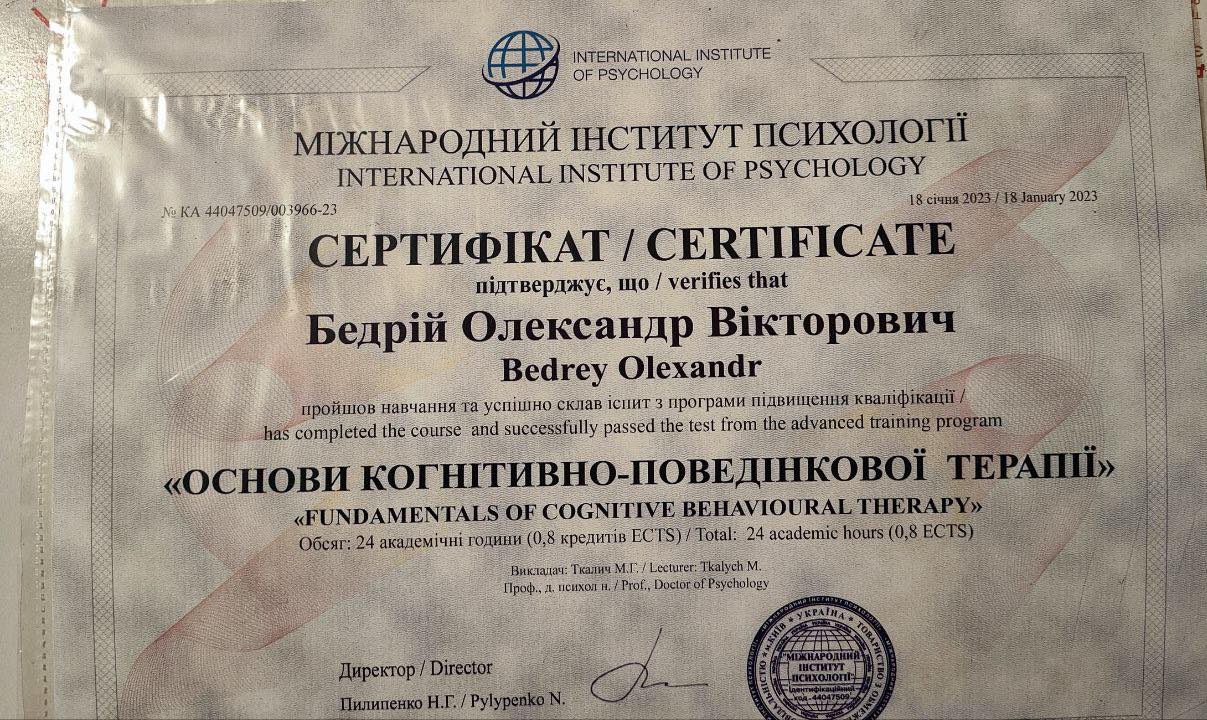 INTERNATIONAL INSTITUTE
OF PSYCHOLOGY
МІЖНАРОДНИЙ ІНСТИТУТ ПСИХОЛОГІЇ
INTERNATIONAL INSTITUTE OF PSYCHOLOGY
№ КА 44047509/003966-23
18 січня 2023 / 18 January 2023
СЕРТИФІКАТ / CERTIFICATE
підтверджує, що / verifies that
Бедрій Олександр Вікторович
Bedrey Olexandr
пройшов навчання та успішно склав іспит з програми підвищення кваліфікації /
has completed the course and successfully passed the test from the advanced training program
«ОСНОВИ КОГНІТИВНО-ПОВЕДІНКОВОЇ ТЕРАПІЇ»
«FUNDAMENTALS OF COGNITIVE BEHAVIOURAL THERAPY»
Обсяг: 24 академічні години (0,8 кредитів ECTS) / Total: 24 academic hours (0,8 ECTS)
Викладач: Ткалич М.Г. / Lecturer: Tkalych M.
Проф., д. психол н. / Prof., Doctor of Psychology
Директор / Director
Пилипенко Н.Г. / Pylypenko N.
м.КИЇВ * УКРАЇНА * ТОВАРИСТВО З
"МІЖНАРОДНИЙ
ІНСТИТУТ
ПСИХОЛОГІЇ"
Ідентифікаційний
код 44047509